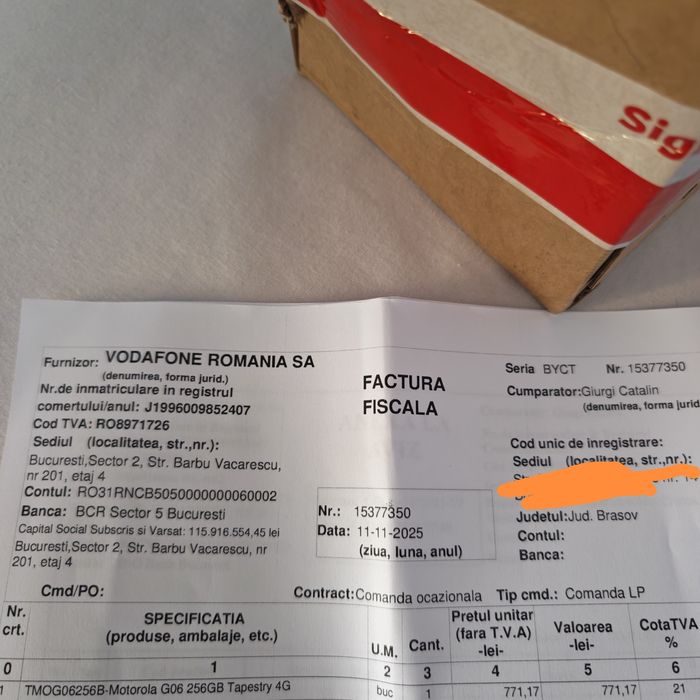 Sig
Furnizor: VODAFONE ROMANIA SA
(denumirea, forma jurid.)
Nr.de inmatriculare in registrul
comertului/anul: J1996009852407
Cod TVA: RO8971726
Sediul (localitatea, str.,nr.):
Bucuresti,Sector 2, Str. Barbu Vacarescu,
nr 201, etaj 4
Contul: RO31RNCB5050000000060002
Banca: BCR Sector 5 Bucuresti
Capital Social Subscris si Varsat: 115.916.554,45 lei
Bucuresti,Sector 2, Str. Barbu Vacarescu, nr
201, etaj 4
FACTURA
FISCALA
Nr.: 15377350
Data: 11-11-2025
(ziua, luna, anul)
Seria BYCT Nr. 15377350
Cumparator:Giurgi Catalin
(denumirea, forma jurid
Cod unic de inregistrare:
Sediul (localitatea, str.,nr.):
Judetul:Jud. Brasov
Contul:
Banca:
Cmd/PO: Contract:Comanda ocazionala Tip cmd.: Comanda LP
Nr.
crt.
SPECIFICATIA
(produse, ambalaje, etc.)
U.M.
Cant.
Pretul unitar
(fara T.V.A)
-lei-
Valoarea
-lei-
CotaTVA
%
0 1 2 3 4 5 6
1 TMOG06256B-Motorola G06 256GB Tapestry 4G buc 1 771,17 771,17 21